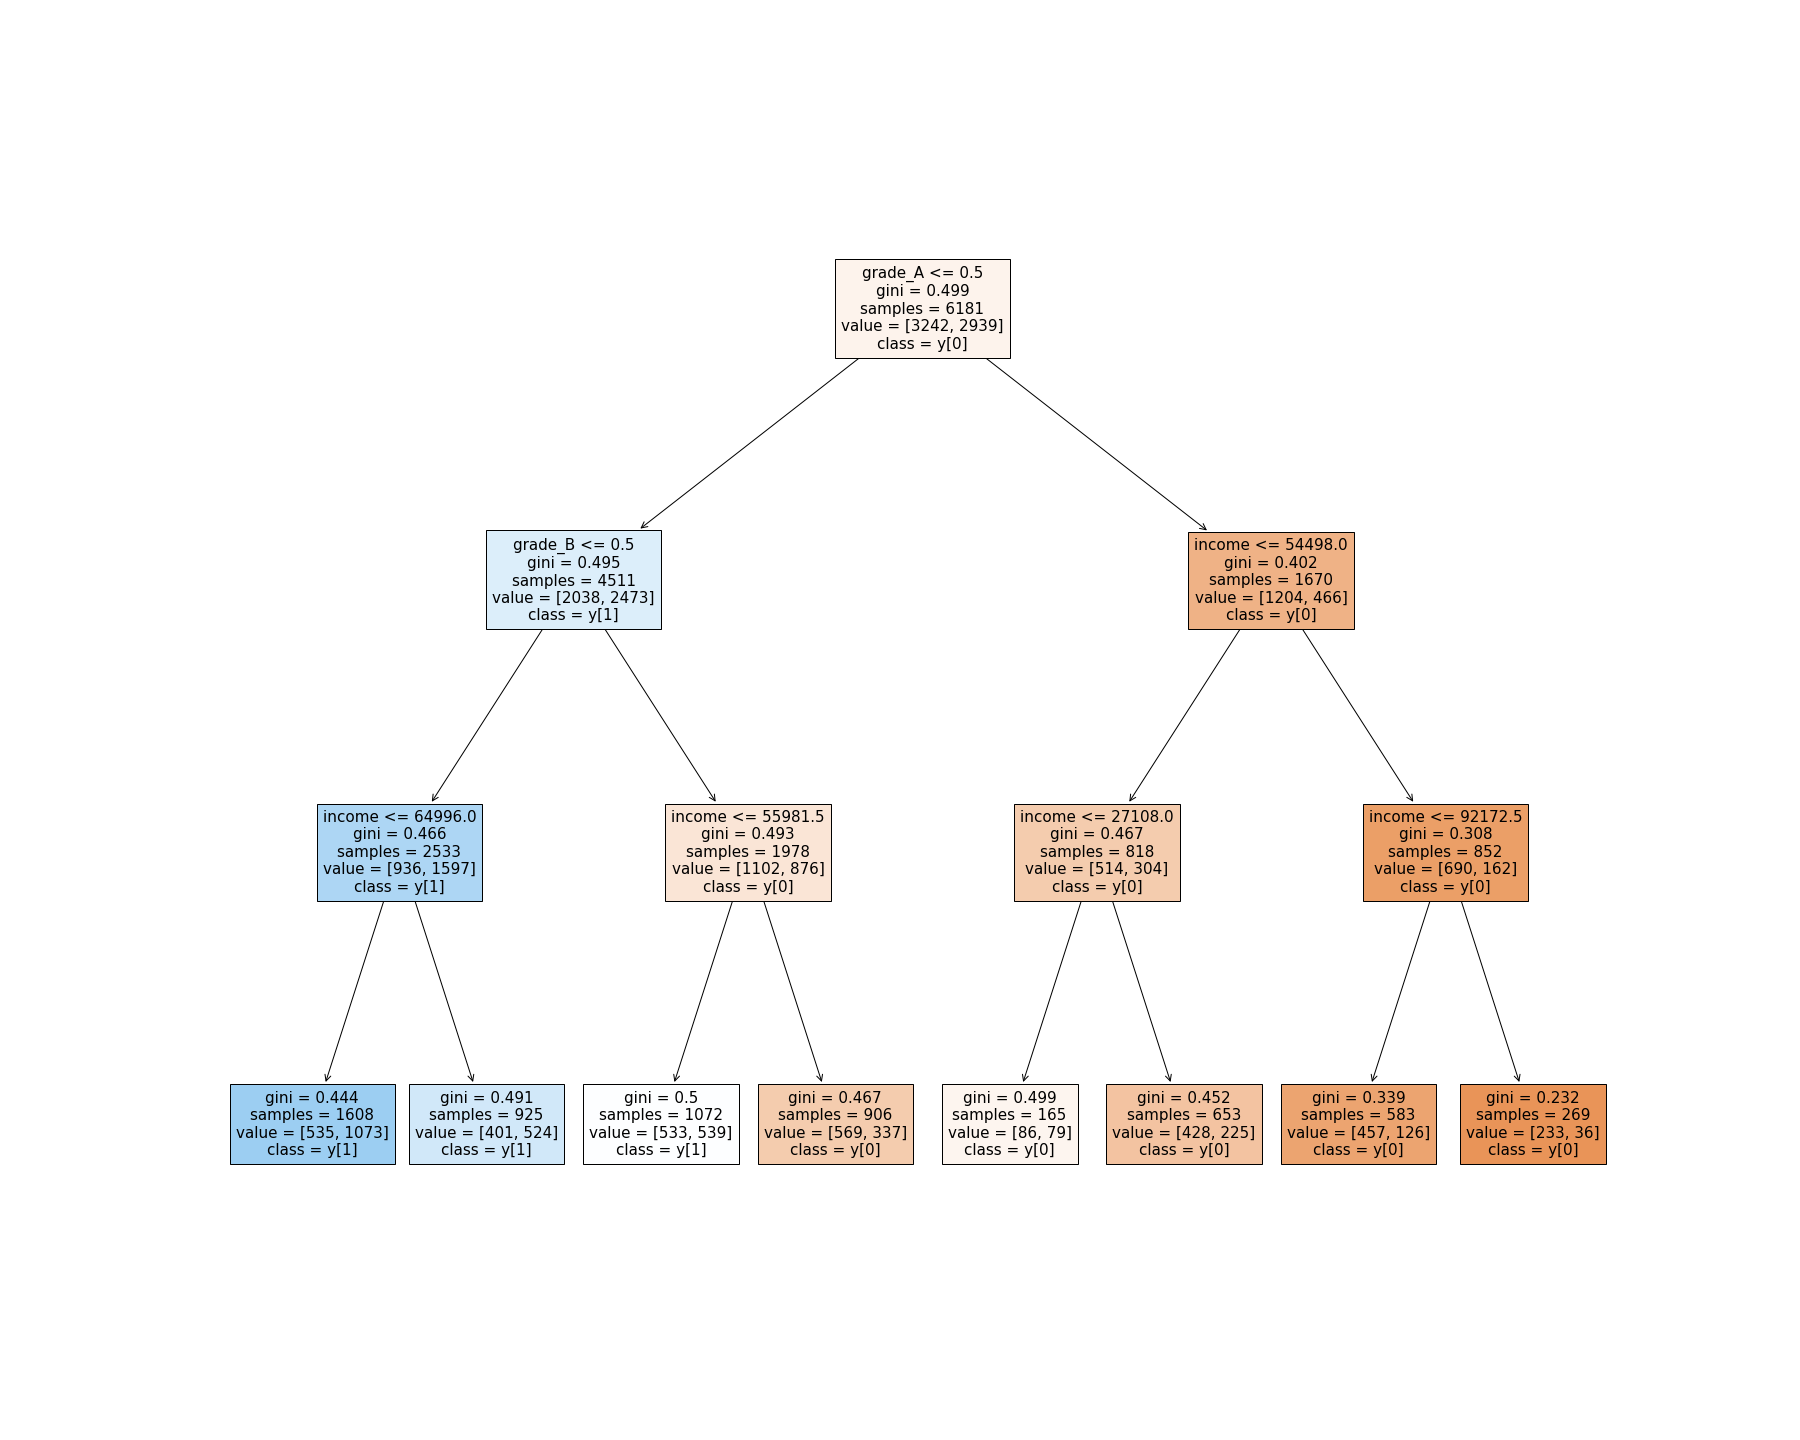 grade_A <= 0.5
gini = 0.499
samples = 6181
value = [3242, 2939]
class = y[0]
grade_B <= 0.5
gini = 0.495
samples = 4511
value = [2038, 2473]
class = y[1]
income <= 54498.0
gini = 0.402
samples = 1670
value = [1204, 466]
class = y[0]
income <= 64996.0
gini = 0.466
samples = 2533
value = [936, 1597]
class = y[1]
income <= 55981.5
gini = 0.493
samples = 1978
value = [1102, 876]
class = y[0]
income <= 27108.0
gini = 0.467
samples = 818
value = [514, 304]
class = y[0]
income <= 92172.5
gini = 0.308
samples = 852
value = [690, 162]
class = y[0]
gini = 0.444
samples = 1608
value = [535, 1073]
class = y[1]
gini = 0.491
samples = 925
value = [401, 524]
class = y[1]
gini = 0.5
samples = 1072
value = [533, 539]
class = y[1]
gini = 0.467
samples = 906
value = [569, 337]
class = y[0]
gini = 0.499
samples = 165
value = [86, 79]
class = y[0]
gini = 0.452
samples = 653
value = [428, 225]
class = y[0]
gini = 0.339
samples = 583
value = [457, 126]
class = y[0]
gini = 0.232
samples = 269
value = [233, 36]
class = y[0]